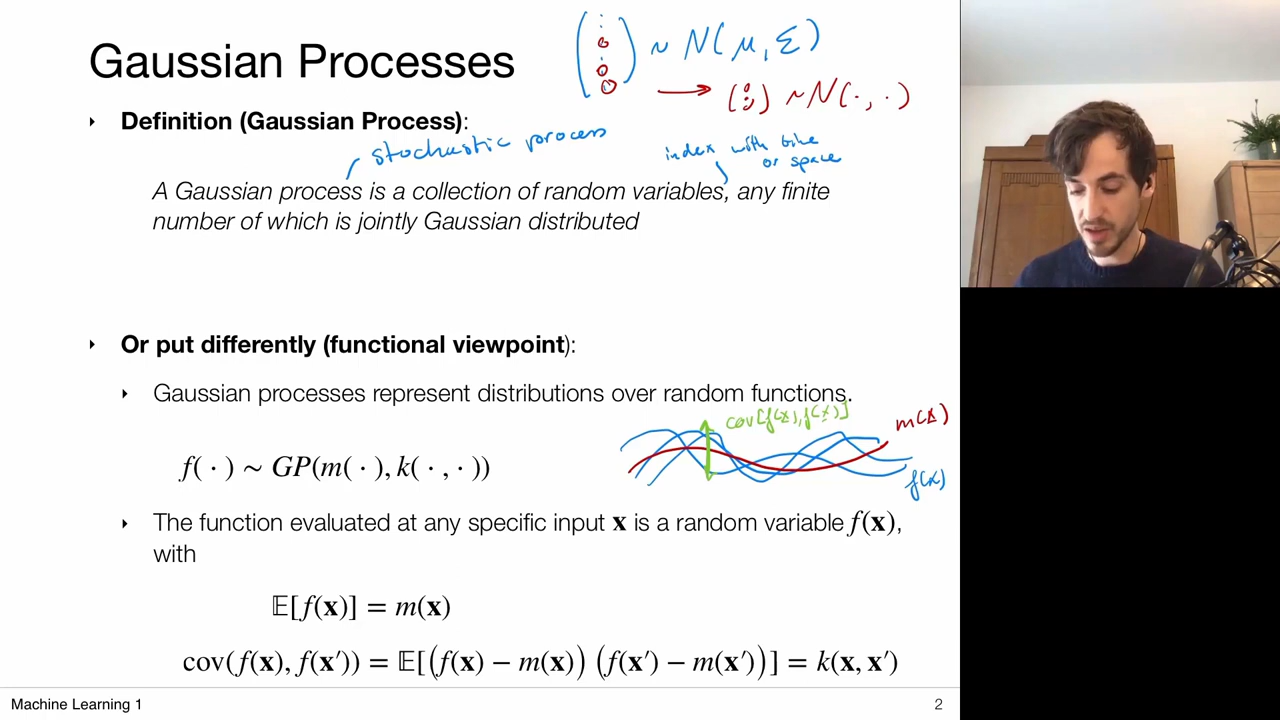 Gaussian Processes
( ⋮ ) ~ N(μ, Σ)
→ ( : ) ~ N(·, ·)
‣ Definition (Gaussian Process):
stochastic process
index with time
or space
A Gaussian process is a collection of random variables, any finite
number of which is jointly Gaussian distributed
‣ Or put differently (functional viewpoint):
‣ Gaussian processes represent distributions over random functions.
cov[f(x), f(x)]
m(x)
f( · ) ∼ GP(m( · ), k( · , · ))
f(x)
‣ The function evaluated at any specific input x is a random variable f(x),
with
𝔼[f(x)] = m(x)
cov(f(x), f(x′)) = 𝔼[(f(x) − m(x)) (f(x′) − m(x′))] = k(x, x′)
Machine Learning 1
2